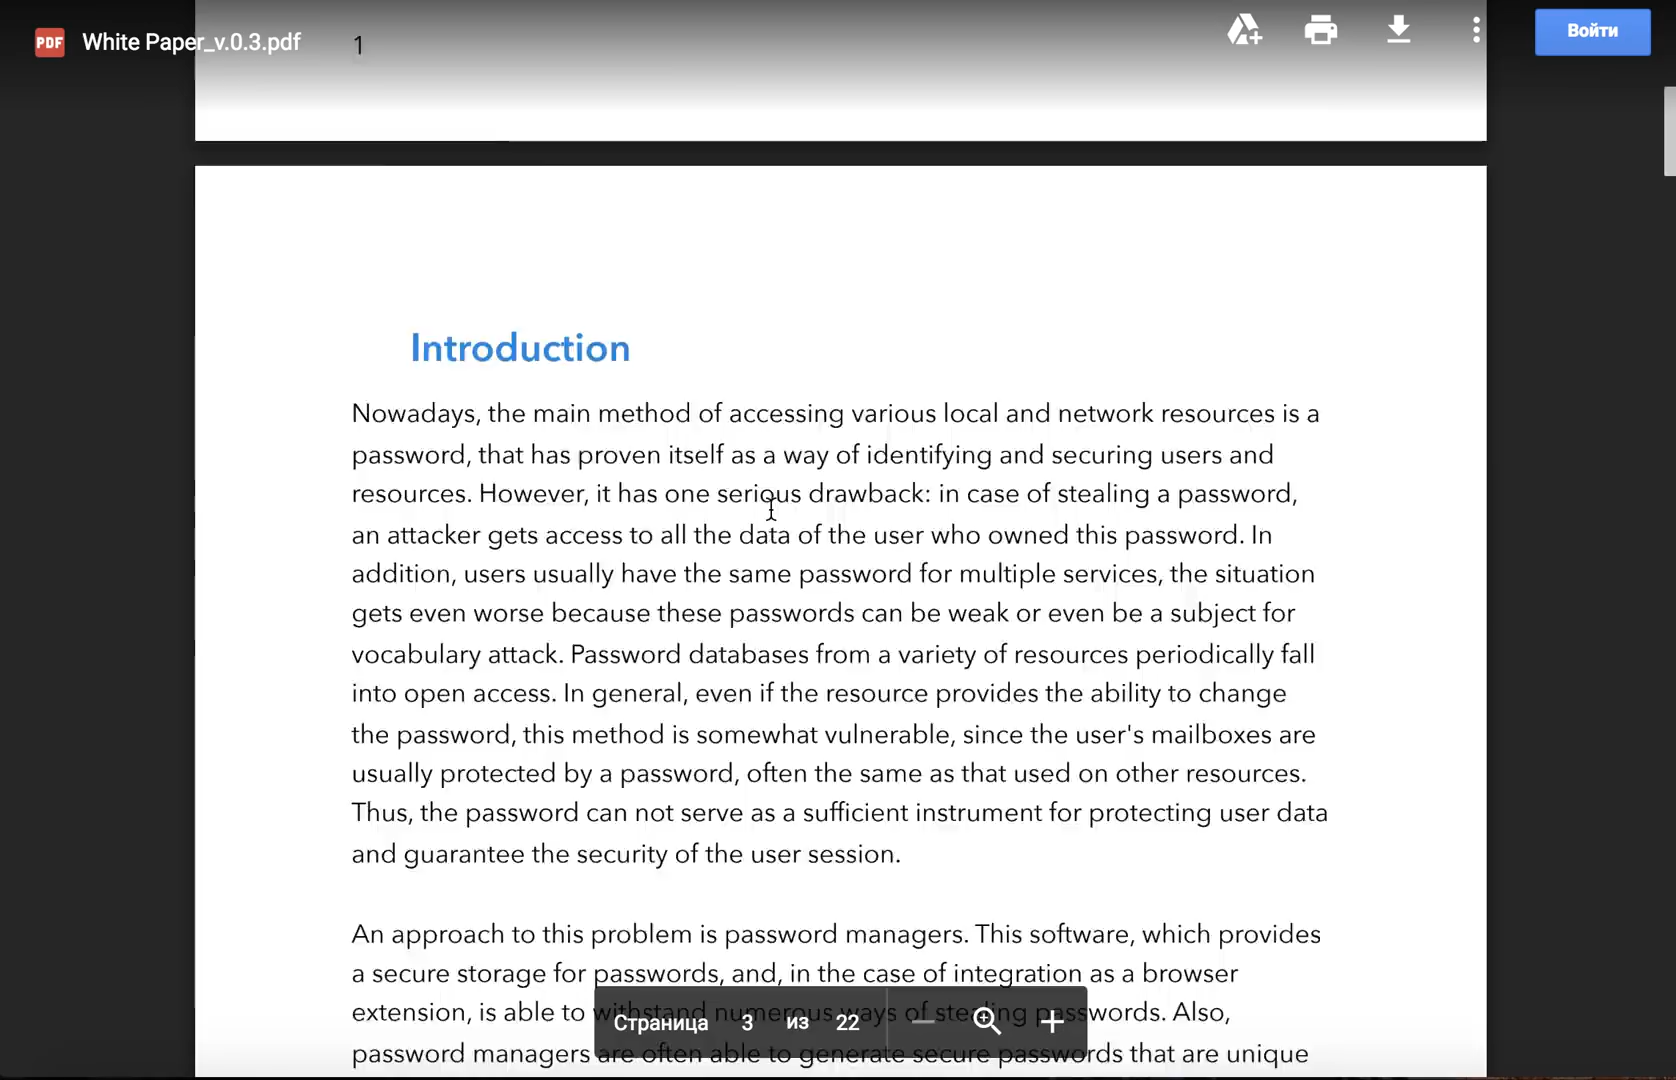 PDF White Paper_v.0.3.pdf 1 Войти
Introduction
Nowadays, the main method of accessing various local and network resources is a
password, that has proven itself as a way of identifying and securing users and
resources. However, it has one serious drawback: in case of stealing a password,
an attacker gets access to all the data of the user who owned this password. In
addition, users usually have the same password for multiple services, the situation
gets even worse because these passwords can be weak or even be a subject for
vocabulary attack. Password databases from a variety of resources periodically fall
into open access. In general, even if the resource provides the ability to change
the password, this method is somewhat vulnerable, since the user's mailboxes are
usually protected by a password, often the same as that used on other resources.
Thus, the password can not serve as a sufficient instrument for protecting user data
and guarantee the security of the user session.
An approach to this problem is password managers. This software, which provides
a secure storage for passwords, and, in the case of integration as a browser
extension, is able to withstand numerous ways of stealing passwords. Also,
password managers are often able to generate secure passwords that are unique
Страница 3 из 22